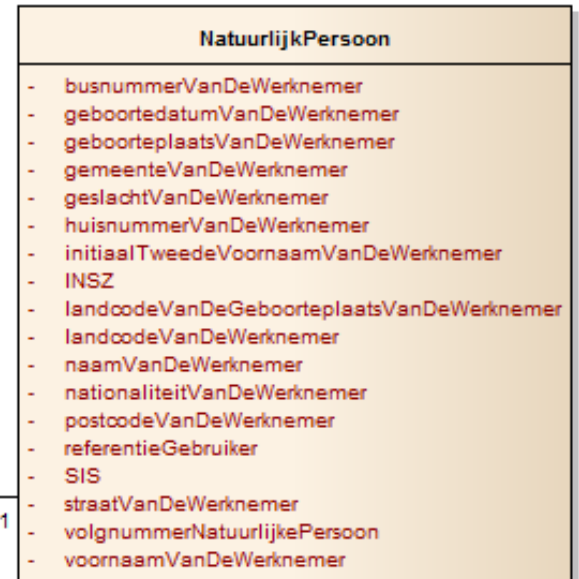 NatuurlijkPersoon
- busnummerVanDeWerknemer
- geboortedatumVanDeWerknemer
- geboorteplaatsVanDeWerknemer
- gemeenteVanDeWerknemer
- geslachtVanDeWerknemer
- huisnummerVanDeWerknemer
- initiaalTweedeVoornaamVanDeWerknemer
- INSZ
- landcodeVanDeGeboorteplaatsVanDeWerknemer
- landcodeVanDeWerknemer
- naamVanDeWerknemer
- nationaliteitVanDeWerknemer
- postcodeVanDeWerknemer
- referentieGebruiker
- SIS
- straatVanDeWerknemer
1
- volgnummerNatuurlijkePersoon
- voornaamVanDeWerknemer